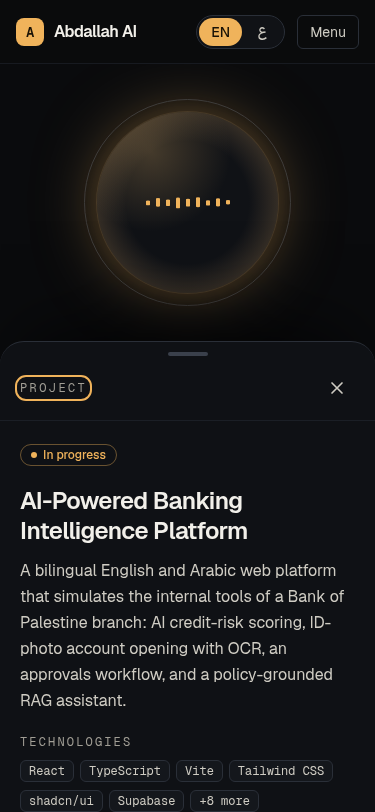 A Abdallah AI EN ع Menu
PROJECT
In progress
AI-Powered Banking
Intelligence Platform
A bilingual English and Arabic web platform
that simulates the internal tools of a Bank of
Palestine branch: AI credit-risk scoring, ID-
photo account opening with OCR, an
approvals workflow, and a policy-grounded
RAG assistant.
TECHNOLOGIES
React TypeScript Vite Tailwind CSS
shadcn/ui Supabase +8 more